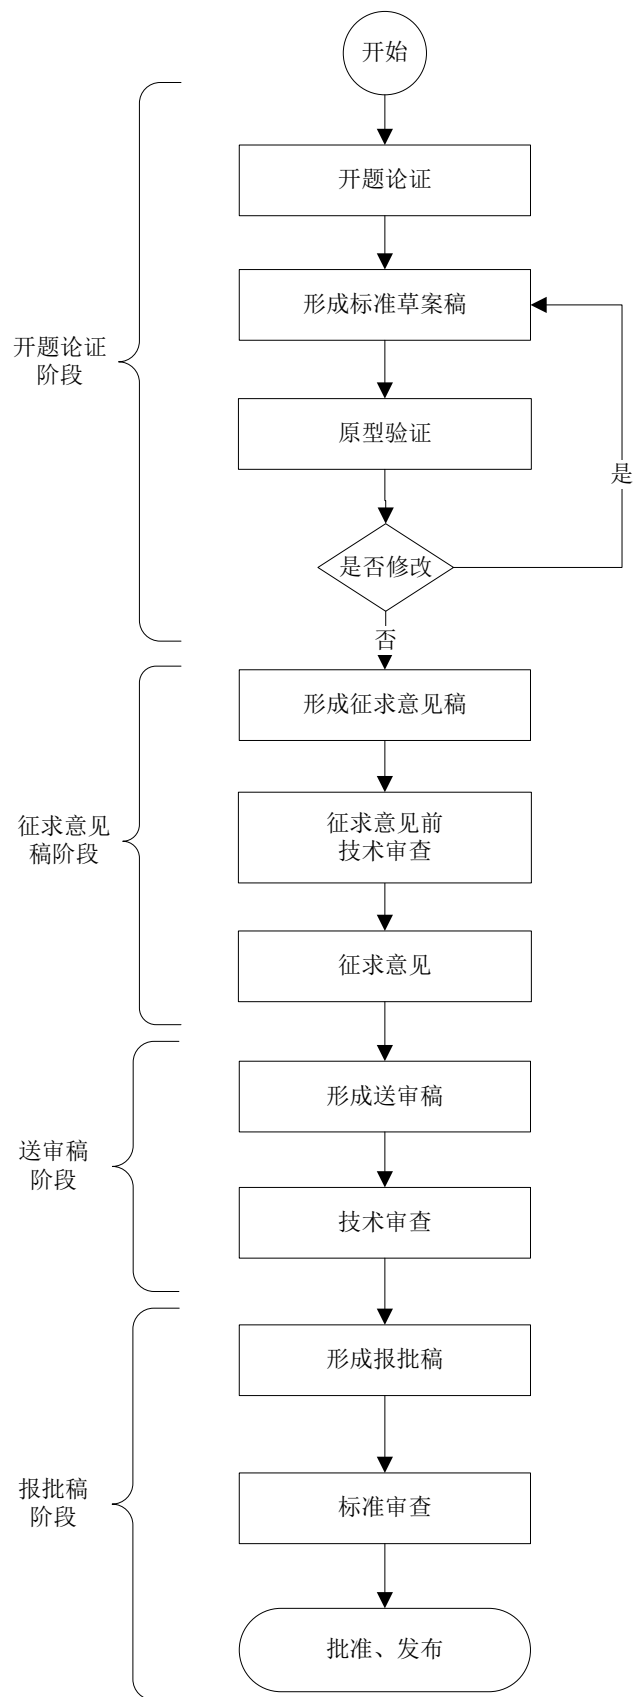 开始
开题论证
形成标准草案稿
开题论证
阶段
原型验证
是
是否修改
否
形成征求意见稿
征求意见
稿阶段
征求意见前
技术审查
征求意见
形成送审稿
送审稿
阶段
技术审查
形成报批稿
报批稿
阶段
标准审查
批准、发布